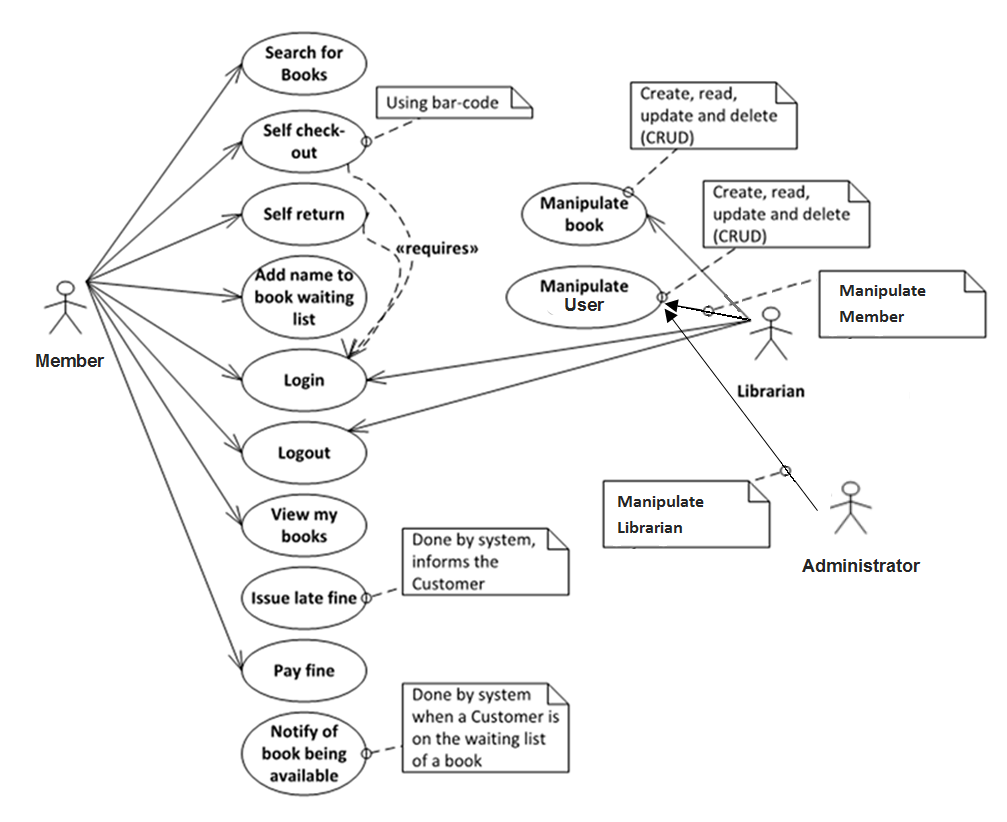 Search for
Books
Using bar-code
Self check-
out
Self return
«requires»
Add name to
book waiting
list
Member
Login
Logout
View my
books
Issue late fine
Done by system,
informs the
Customer
Pay fine
Notify of
book being
available
Done by system
when a Customer is
on the waiting list
of a book
Create, read,
update and delete
(CRUD)
Manipulate
book
Create, read,
update and delete
(CRUD)
Manipulate
User
Manipulate
Member
Librarian
Manipulate
Librarian
Administrator